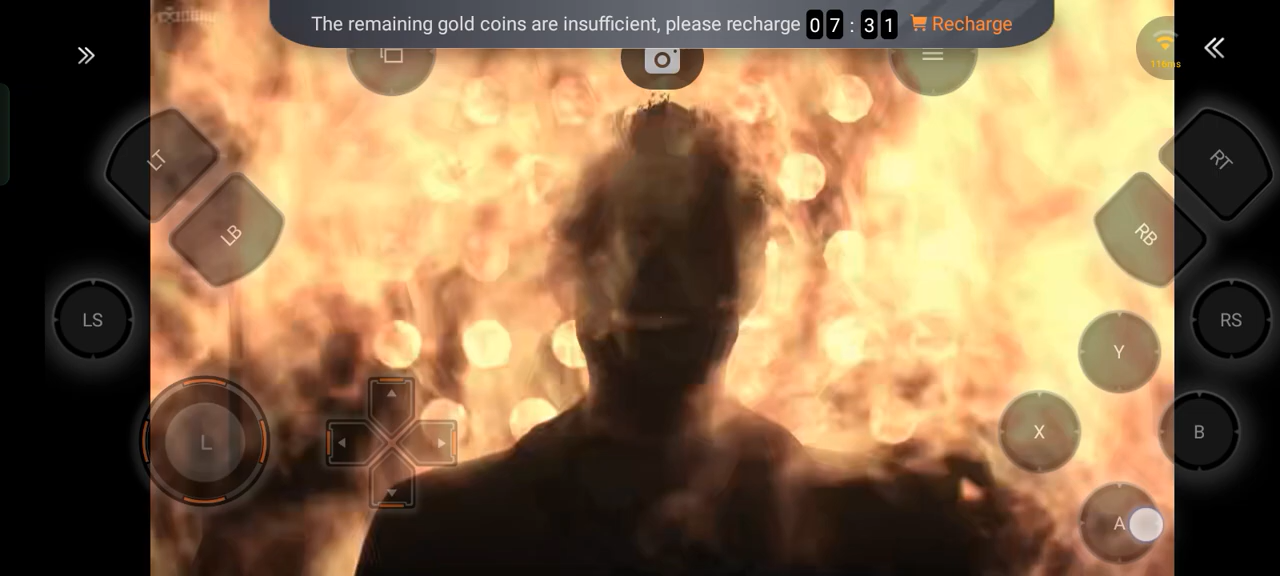 The remaining gold coins are insufficient, please recharge 07:31 Recharge
116ms
LT
RT
LB
RB
LS
RS
Y
L
X
B
A